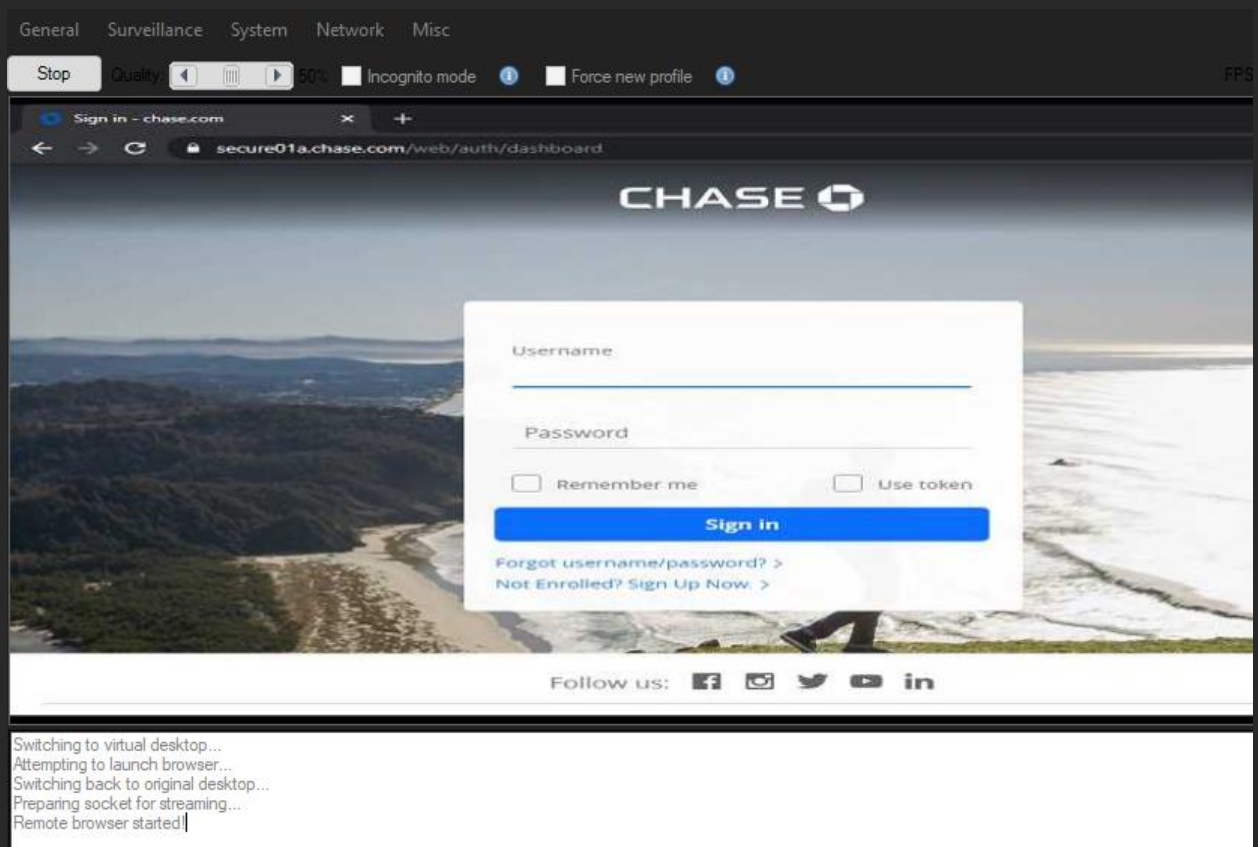 General Surveillance System Network Misc
Stop Quality: 50% Incognito mode Force new profile FPS
Sign in - chase.com
secure01a.chase.com/web/auth/dashboard
CHASE
Username
Password
Remember me Use token
Sign in
Forgot username/password? >
Not Enrolled? Sign Up Now. >
Follow us:
Switching to virtual desktop...
Attempting to launch browser...
Switching back to original desktop...
Preparing socket for streaming...
Remote browser started!